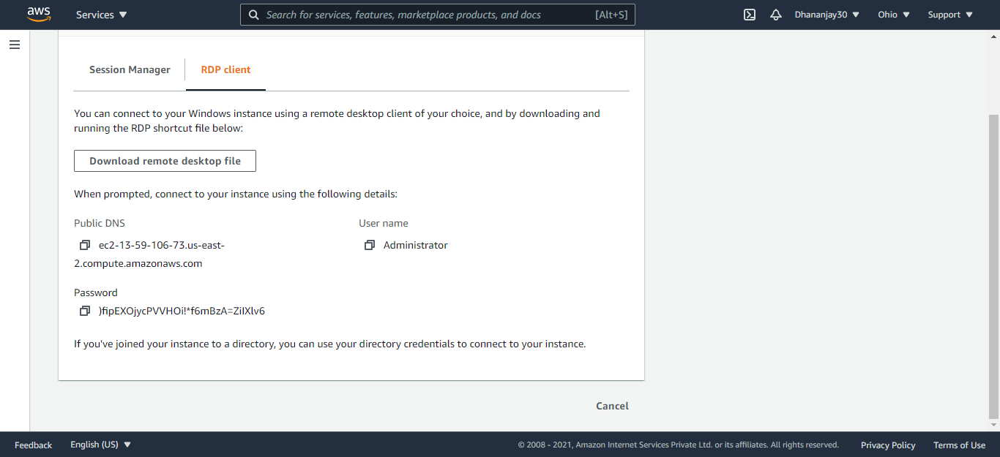 aws
Services
Search for services, features, marketplace products, and docs
[Alt+S]
Dhananjay30
Ohio
Support
Session Manager
RDP client
You can connect to your Windows instance using a remote desktop client of your choice, and by downloading and
running the RDP shortcut file below:
Download remote desktop file
When prompted, connect to your instance using the following details:
Public DNS
User name
ec2-13-59-106-73.us-east-
2.compute.amazonaws.com
Administrator
Password
)fipEXOjycPVVHOi!*f6mBzA=ZiIXlv6
If you've joined your instance to a directory, you can use your directory credentials to connect to your instance.
Cancel
Feedback
English (US)
© 2008 - 2021, Amazon Internet Services Private Ltd. or its affiliates. All rights reserved.
Privacy Policy
Terms of Use